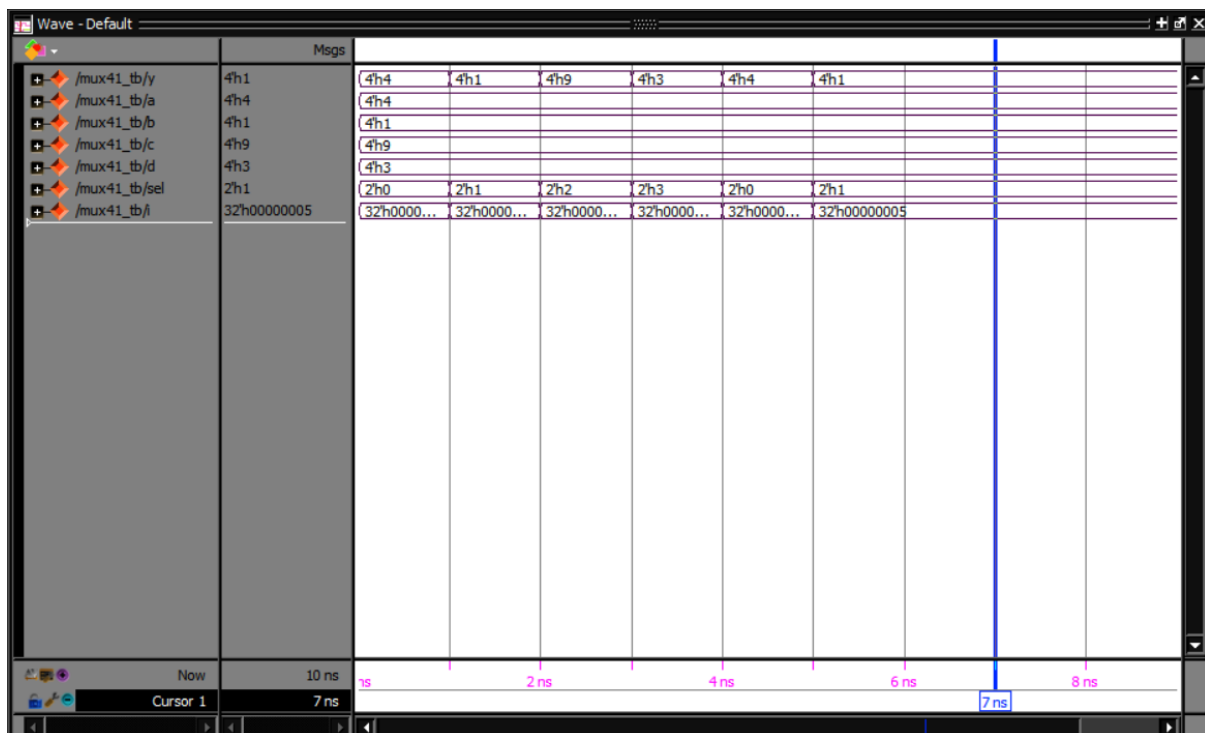 Wave - Default
Msgs
/mux41_tb/y 4'h1 4'h4 4'h1 4'h9 4'h3 4'h4 4'h1
/mux41_tb/a 4'h4 4'h4
/mux41_tb/b 4'h1 4'h1
/mux41_tb/c 4'h9 4'h9
/mux41_tb/d 4'h3 4'h3
/mux41_tb/sel 2'h1 2'h0 2'h1 2'h2 2'h3 2'h0 2'h1
/mux41_tb/i 32'h00000005 32'h0000... 32'h0000... 32'h0000... 32'h0000... 32'h0000... 32'h00000005
Now 10 ns ns 2 ns 4 ns 6 ns 8 ns
Cursor 1 7 ns 7 ns